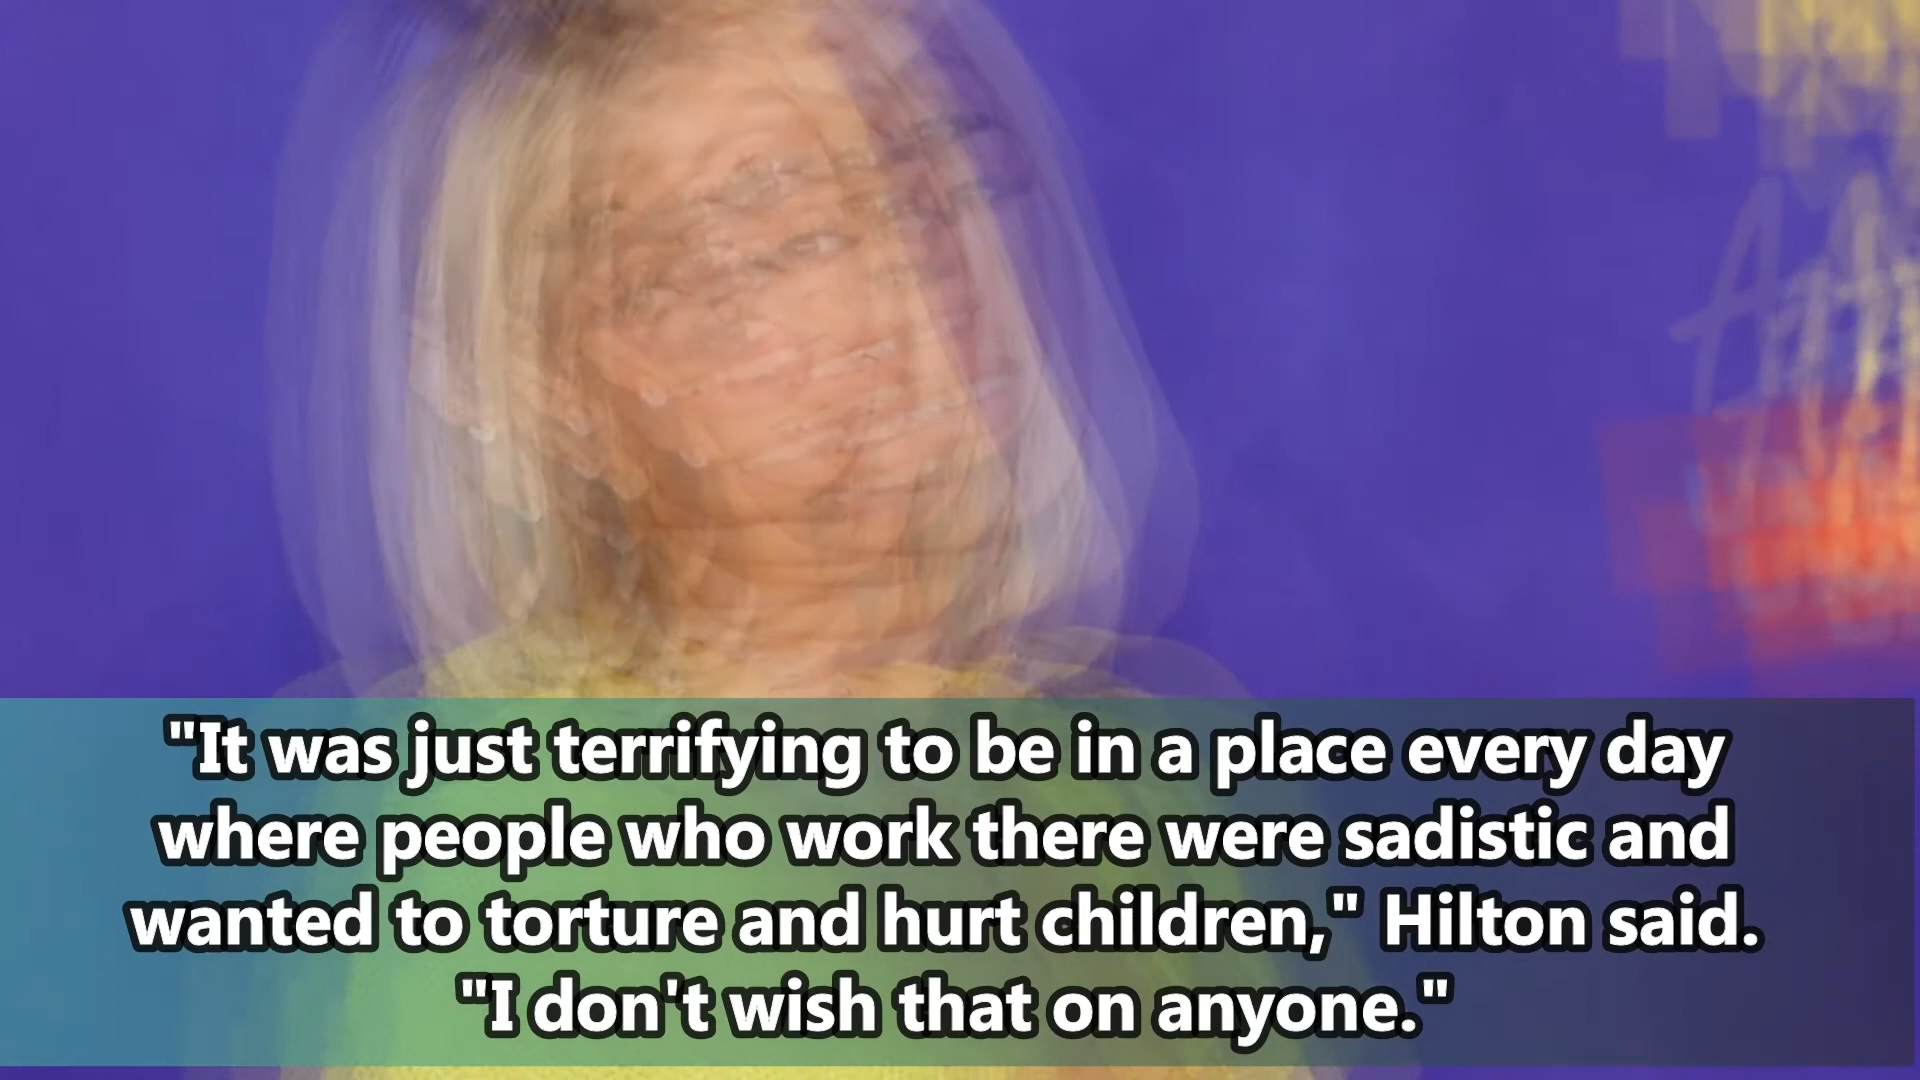 "It was just terrifying to be in a place every day
where people who work there were sadistic and
wanted to torture and hurt children," Hilton said.
"I don't wish that on anyone."